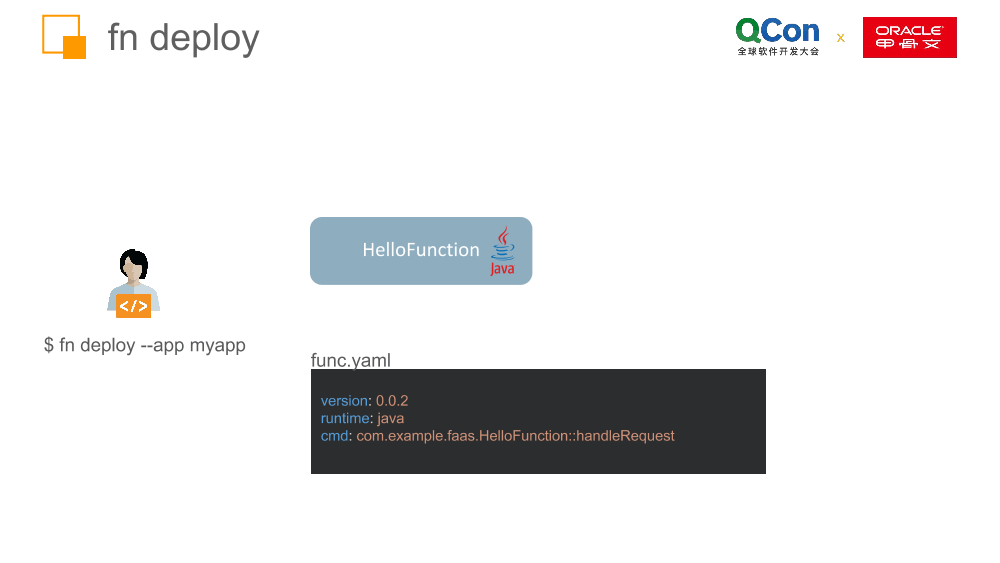 fn deploy
QCon
全球软件开发大会
x
ORACLE
甲骨文
HelloFunction
Java
</>
$ fn deploy --app myapp
func.yaml
version: 0.0.2
runtime: java
cmd: com.example.faas.HelloFunction::handleRequest